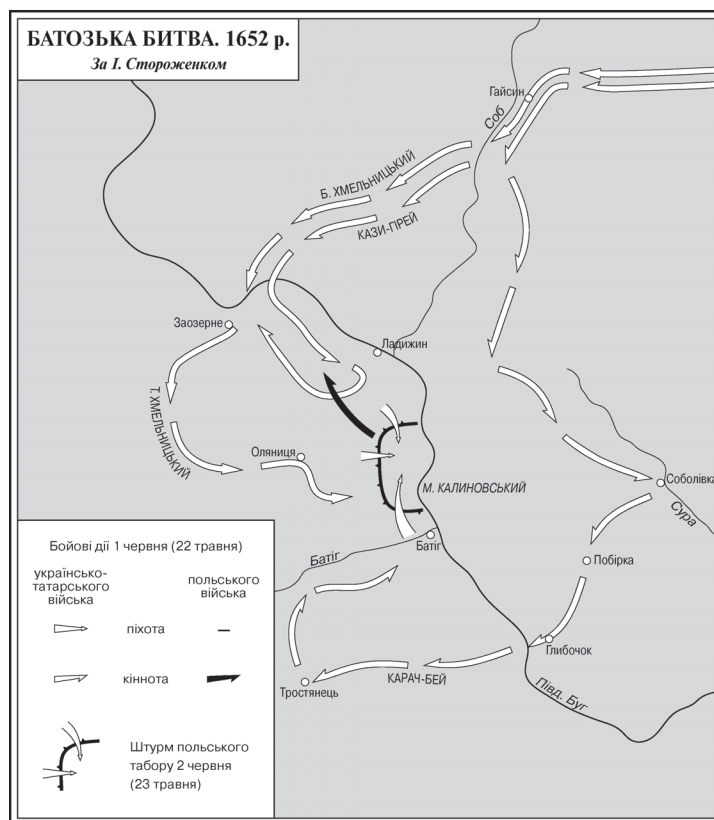 БАТОЗЬКА БИТВА. 1652 р.
За І. Стороженком
Гайсин
Соб
Б. ХМЕЛЬНИЦЬКИЙ
КАЗИ-ГІРЕЙ
Заозерне
Ладижин
Т. ХМЕЛЬНИЦЬКИЙ
Оляниця
М. КАЛИНОВСЬКИЙ
Соболівка
Сура
Батіг
Батіг
Побірка
Глибочок
КАРАЧ-БЕЙ
Тростянець
Півд. Буг
Бойові дії 1 червня (22 травня)
українсько-
татарського
війська
польського
війська
піхота
кіннота
Штурм польського
табору 2 червня
(23 травня)